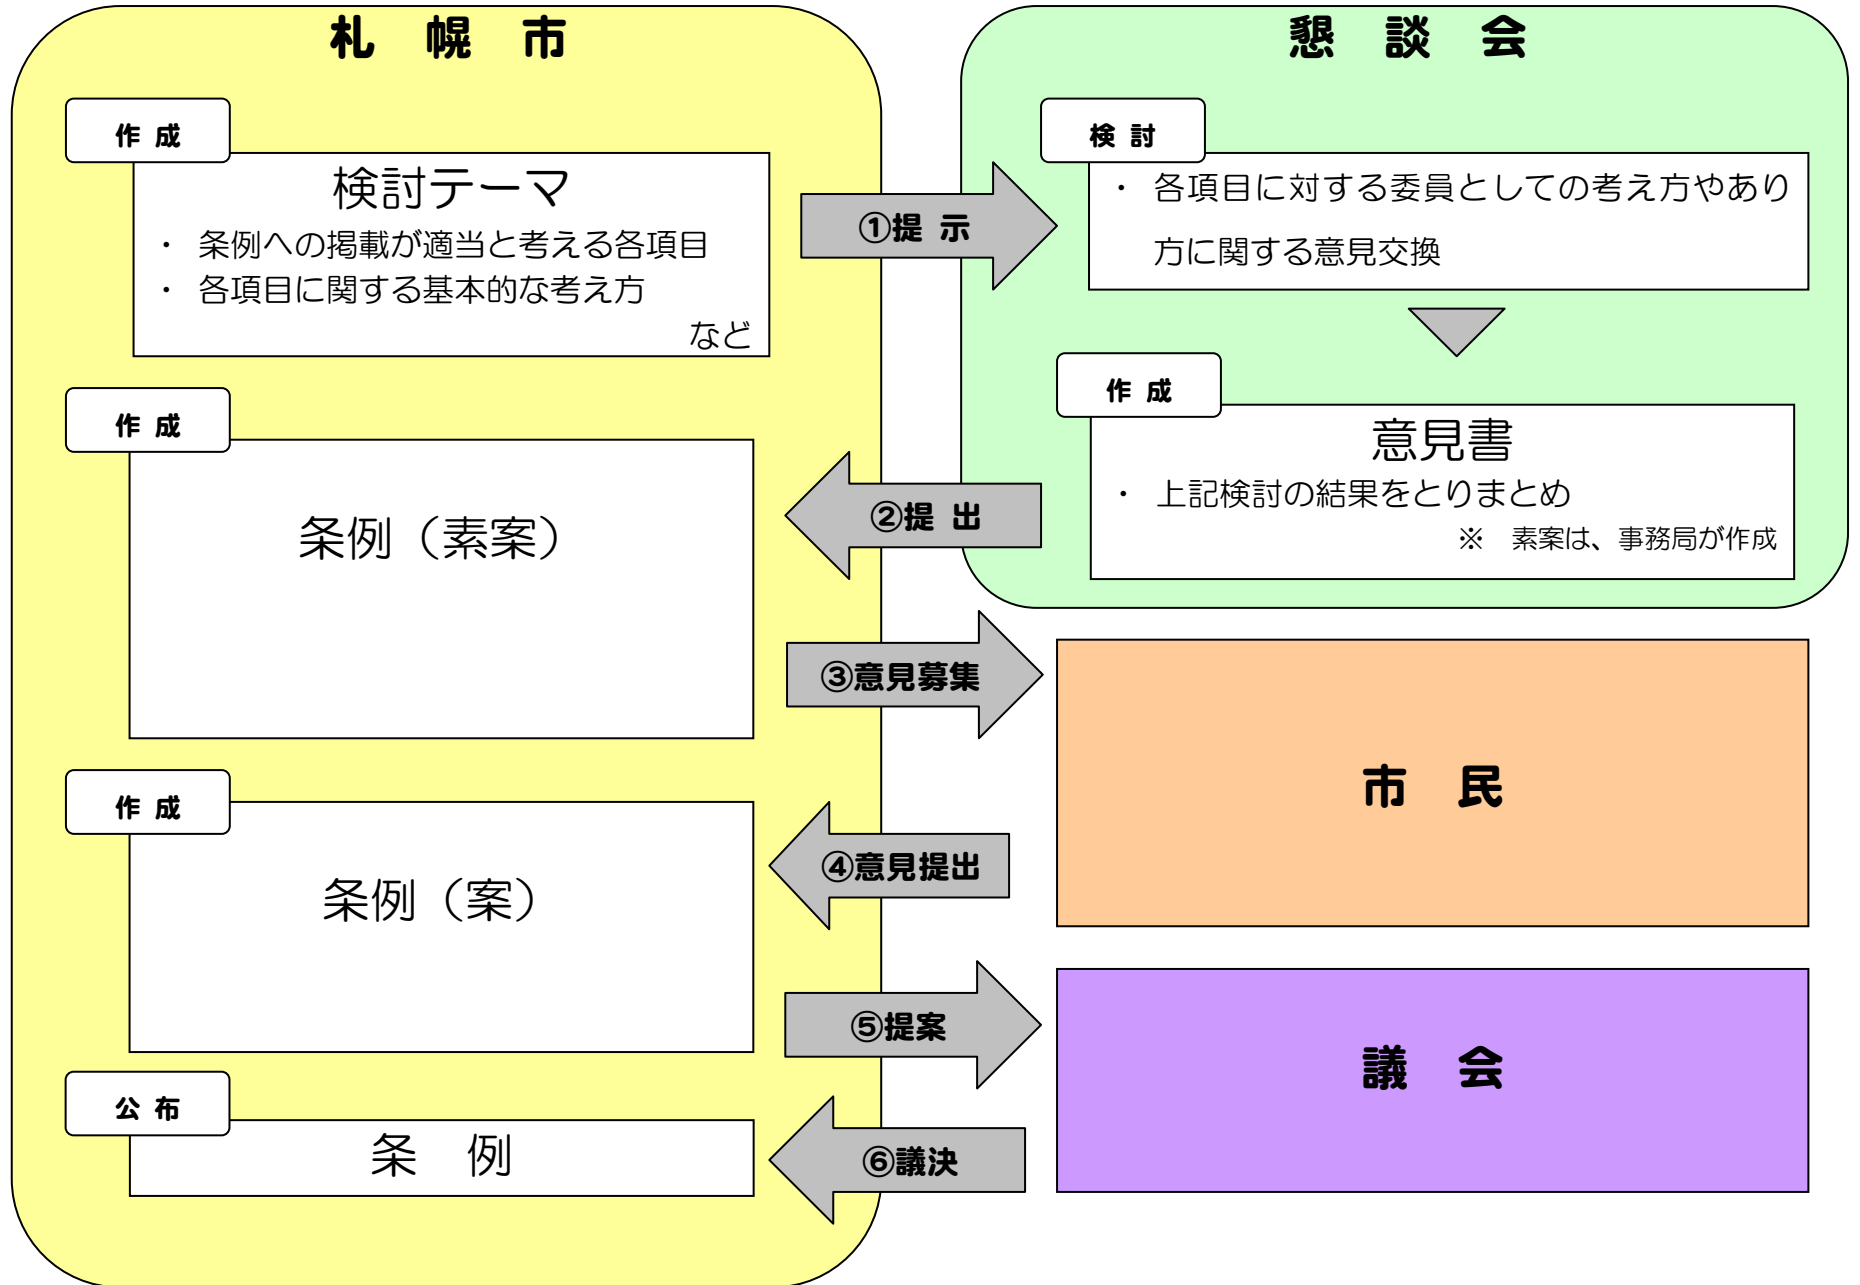 札 幌 市
作 成
検討テーマ
・ 条例への掲載が適当と考える各項目
・ 各項目に関する基本的な考え方
など
①提 示
懇 談 会
検 討
・ 各項目に対する委員としての考え方やあり
方に関する意見交換
作 成
意見書
・ 上記検討の結果をとりまとめ
※ 素案は、事務局が作成
②提 出
作 成
条例（素案）
③意見募集
市 民
④意見提出
作 成
条例（案）
⑤提案
議 会
⑥議決
公 布
条 例